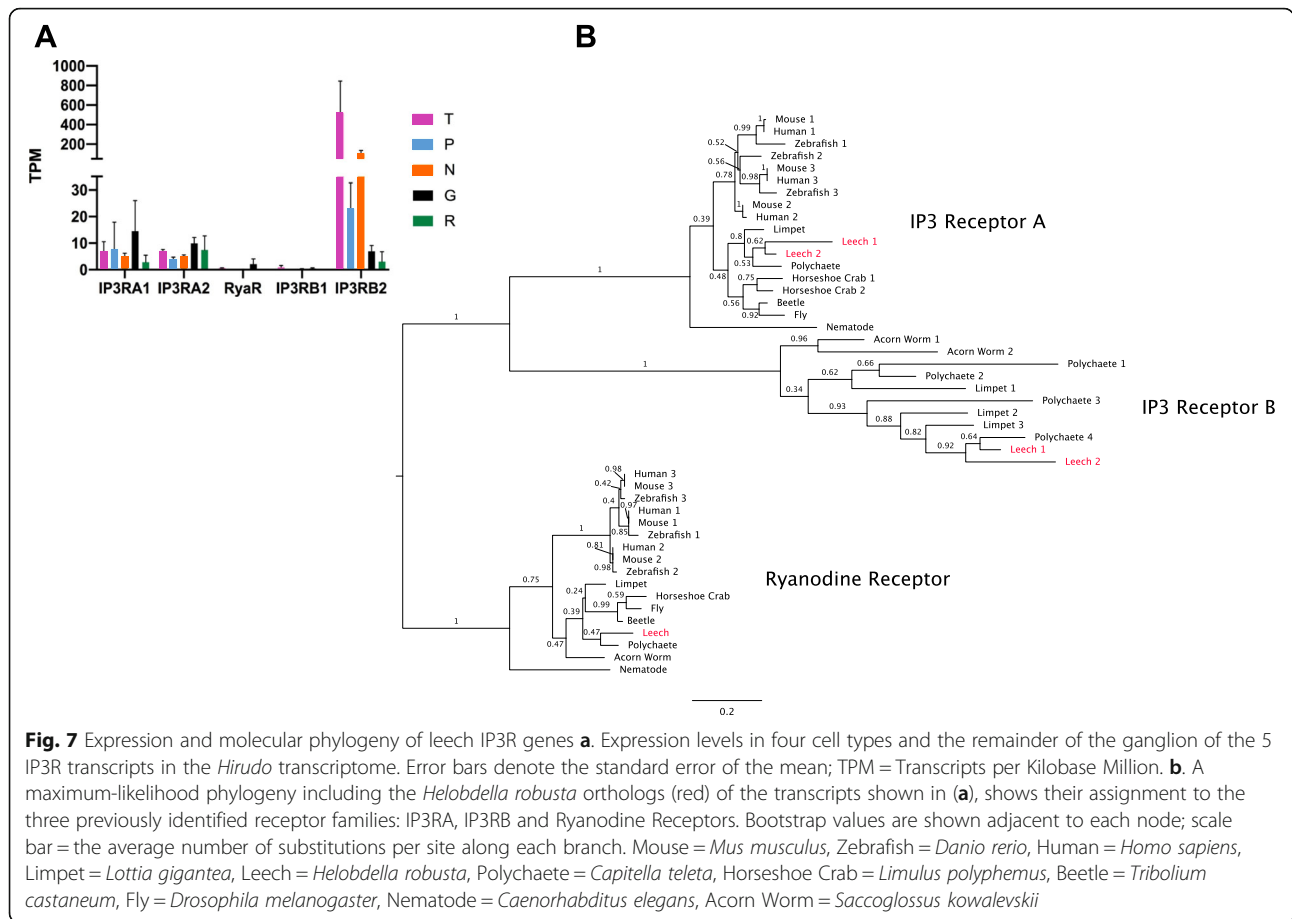 A
B
1000
800
600
400
200
30
20
10
0
TPM
IP3RA1 IP3RA2 RyaR IP3RB1 IP3RB2
T
P
N
G
R
1
Mouse 1
0.99
Human 1
Zebrafish 1
0.52
Zebrafish 2
0.56
1
Mouse 3
0.78
0.98
Human 3
Zebrafish 3
1
Mouse 2
Human 2
0.39
IP3 Receptor A
0.8
Limpet
0.62
Leech 1
Leech 2
0.53
Polychaete
0.48
0.75
Horseshoe Crab 1
Horseshoe Crab 2
0.56
Beetle
0.92
Fly
1
Nematode
1
0.96
Acorn Worm 1
Acorn Worm 2
1
0.66
Polychaete 1
0.62
Polychaete 2
Limpet 1
0.34
IP3 Receptor B
0.93
Polychaete 3
0.88
Limpet 2
0.82
Limpet 3
0.64
Polychaete 4
0.92
Leech 1
Leech 2
0.98
Human 3
Mouse 3
0.42
Zebrafish 3
0.4
0.97
Human 1
Mouse 1
1
0.85
Zebrafish 1
0.81
Human 2
Mouse 2
0.98
Zebrafish 2
Ryanodine Receptor
0.75
0.24
Limpet
0.59
Horseshoe Crab
0.99
Fly
0.39
Beetle
0.47
Leech
1
0.47
Polychaete
Acorn Worm
Nematode
0.2
Fig. 7 Expression and molecular phylogeny of leech IP3R genes a. Expression levels in four cell types and the remainder of the ganglion of the 5
IP3R transcripts in the Hirudo transcriptome. Error bars denote the standard error of the mean; TPM = Transcripts per Kilobase Million. b. A
maximum-likelihood phylogeny including the Helobdella robusta orthologs (red) of the transcripts shown in (a), shows their assignment to the
three previously identified receptor families: IP3RA, IP3RB and Ryanodine Receptors. Bootstrap values are shown adjacent to each node; scale
bar = the average number of substitutions per site along each branch. Mouse = Mus musculus, Zebrafish = Danio rerio, Human = Homo sapiens,
Limpet = Lottia gigantea, Leech = Helobdella robusta, Polychaete = Capitella teleta, Horseshoe Crab = Limulus polyphemus, Beetle = Tribolium
castaneum, Fly = Drosophila melanogaster, Nematode = Caenorhabditus elegans, Acorn Worm = Saccoglossus kowalevskii